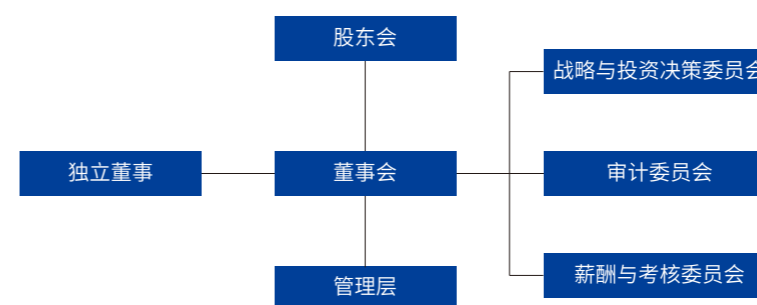 股东会
战略与投资决策委员会
独立董事
董事会
审计委员会
薪酬与考核委员会
管理层